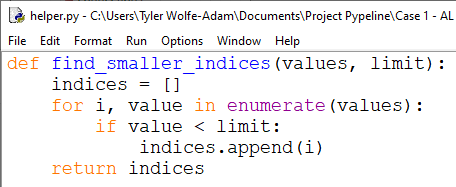 helper.py - C:\Users\Tyler Wolfe-Adam\Documents\Project Pypeline\Case 1 - AL
File Edit Format Run Options Window Help
def find_smaller_indices(values, limit):
    indices = []
    for i, value in enumerate(values):
        if value < limit:
            indices.append(i)
    return indices